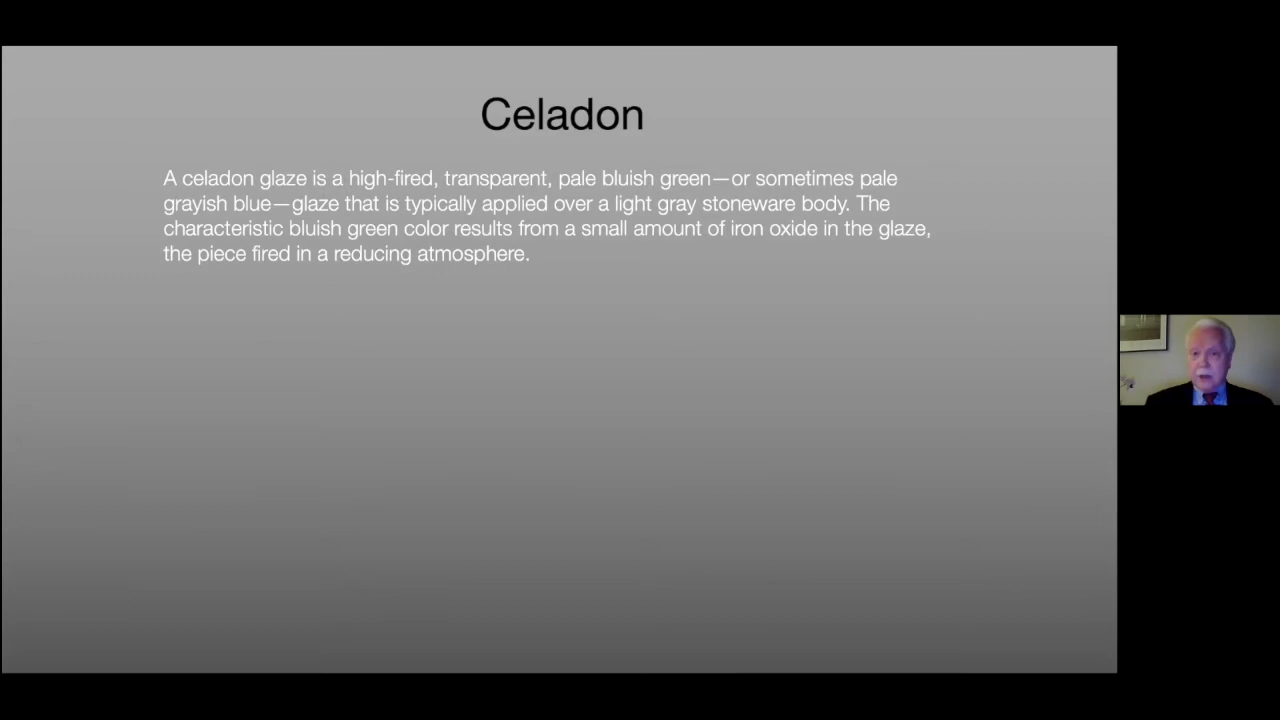 Celadon
A celadon glaze is a high-fired, transparent, pale bluish green—or sometimes pale
grayish blue—glaze that is typically applied over a light gray stoneware body. The
characteristic bluish green color results from a small amount of iron oxide in the glaze,
the piece fired in a reducing atmosphere.